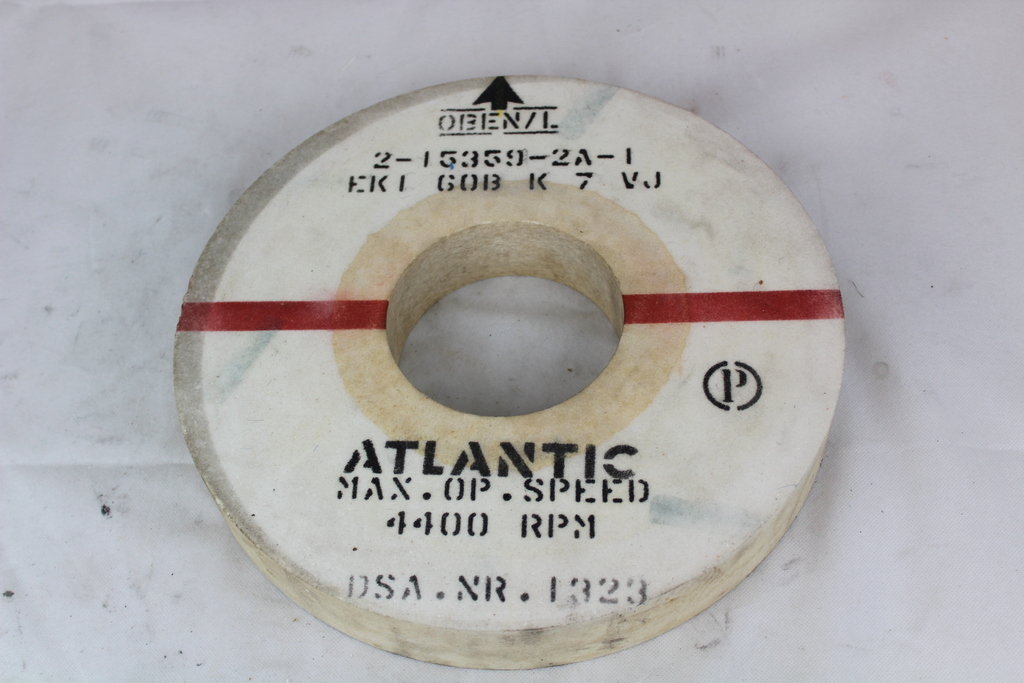 OBEN/L
2-15359-2A-1
EK1 60B K 7 VJ
P
ATLANTIC
MAX.OP.SPEED
4400 RPM
DSA.NR.1323